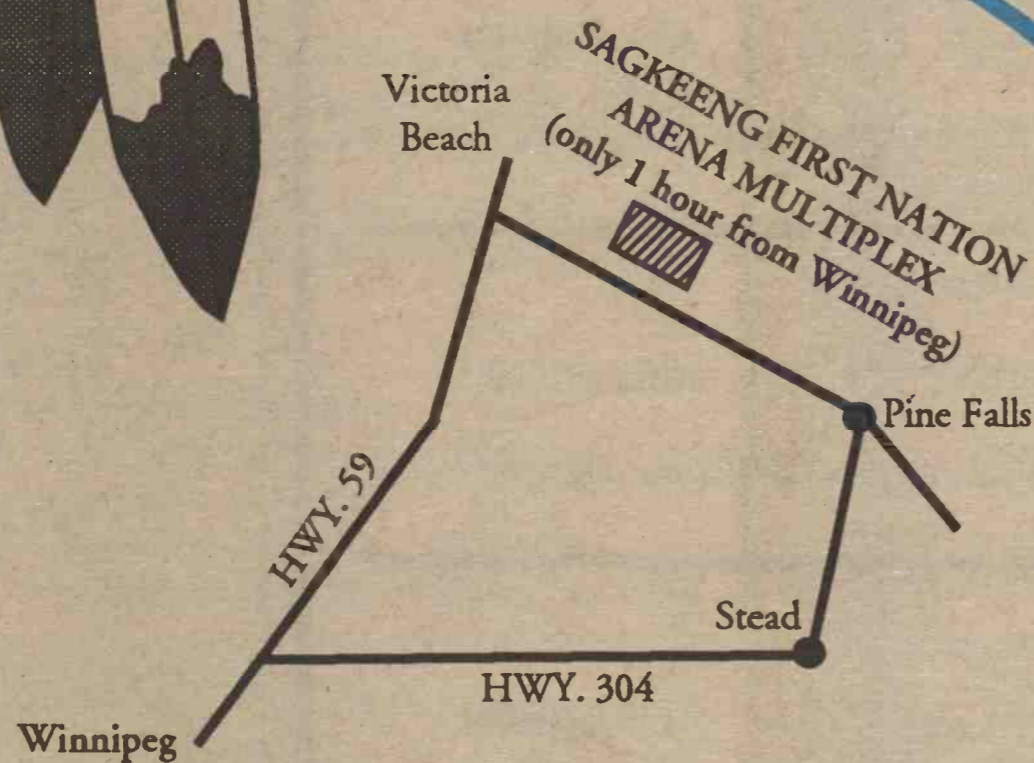 Victoria
Beach
SAGKEENG FIRST NATION
ARENA MULTIPLEX
(only 1 hour from Winnipeg)
Pine Falls
HWY. 59
Stead
HWY. 304
Winnipeg